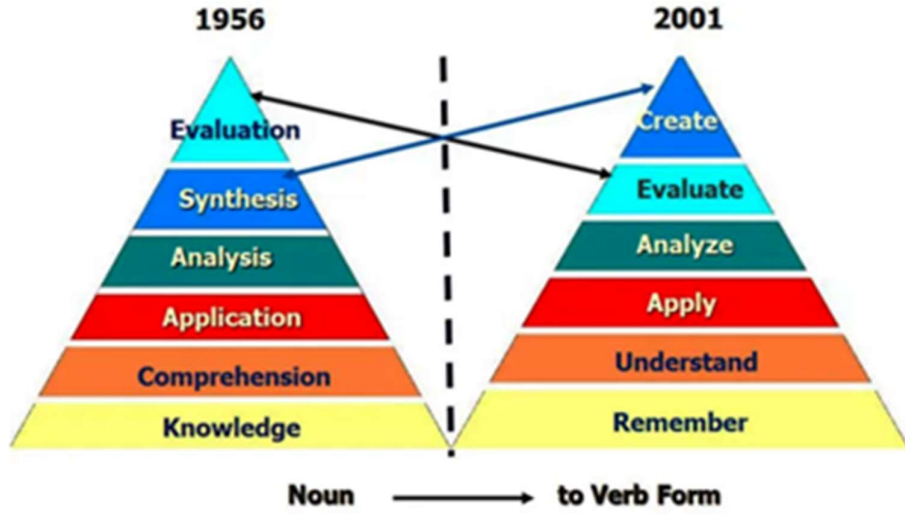 1956
Evaluation
Synthesis
Analysis
Application
Comprehension
Knowledge
2001
Create
Evaluate
Analyze
Apply
Understand
Remember
Noun to Verb Form